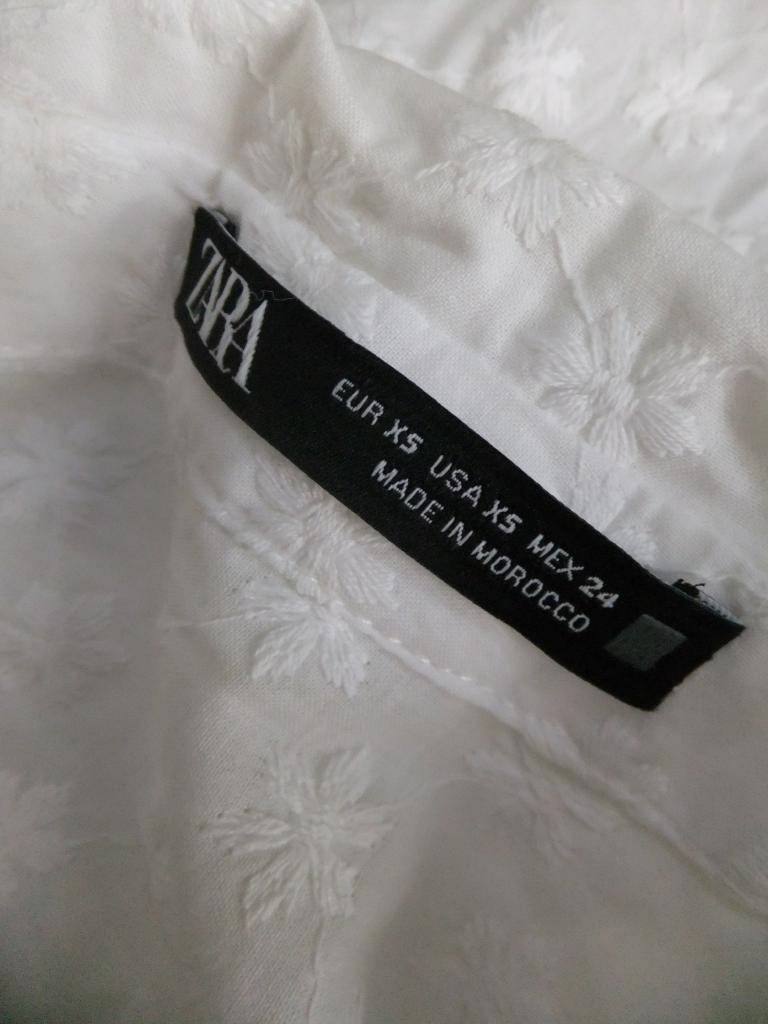 ZARA
EUR XS USA XS MEX 24
MADE IN MOROCCO